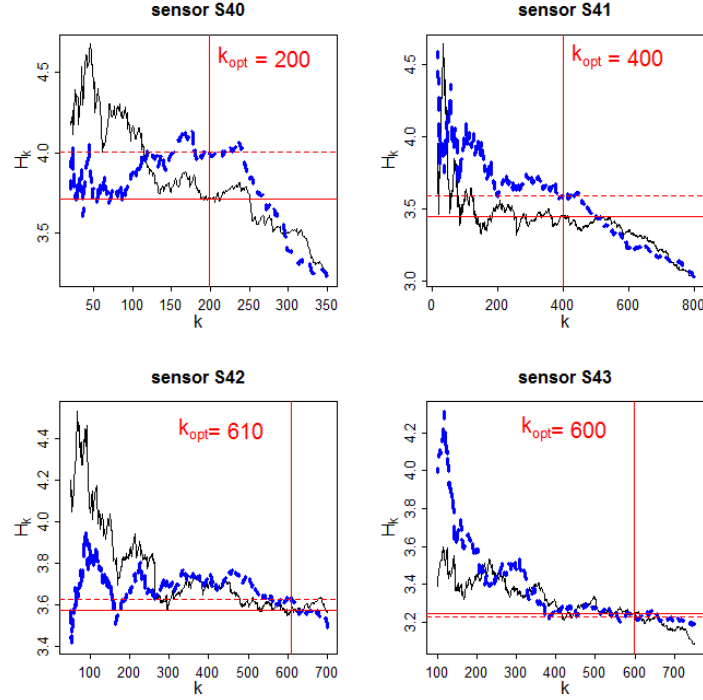 sensor S40
sensor S41
kopt = 200
kopt = 400
Hk
3.5 4.0 4.5
50 100 150 200 250 300 350
k
Hk
3.0 3.5 4.0 4.5
0 200 400 600 800
k
sensor S42
sensor S43
kopt= 610
kopt= 600
Hk
3.4 3.6 3.8 4.0 4.2 4.4
100 200 300 400 500 600 700
k
Hk
3.2 3.4 3.6 3.8 4.0 4.2
100 200 300 400 500 600 700
k